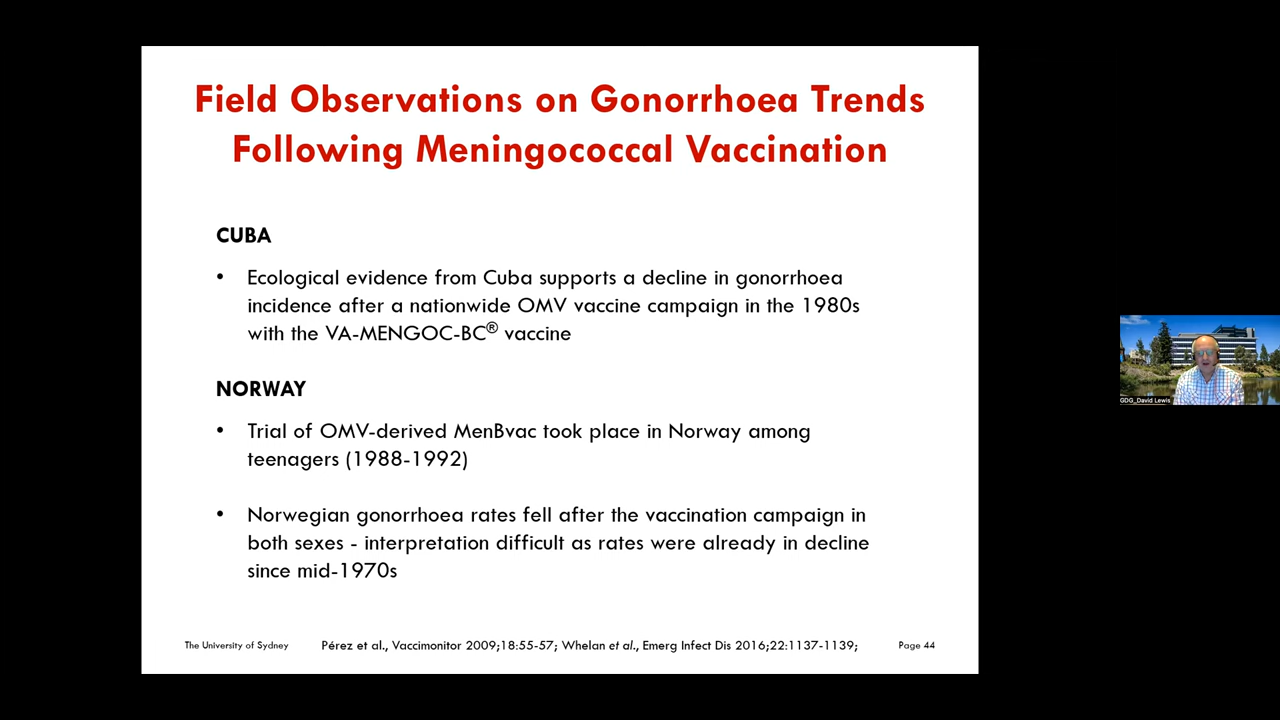 Field Observations on Gonorrhoea Trends
Following Meningococcal Vaccination
CUBA
• Ecological evidence from Cuba supports a decline in gonorrhoea
incidence after a nationwide OMV vaccine campaign in the 1980s
with the VA-MENGOC-BC® vaccine
NORWAY
• Trial of OMV-derived MenBvac took place in Norway among
teenagers (1988-1992)
• Norwegian gonorrhoea rates fell after the vaccination campaign in
both sexes - interpretation difficult as rates were already in decline
since mid-1970s
The University of Sydney
Pérez et al., Vaccimonitor 2009;18:55-57; Whelan et al., Emerg Infect Dis 2016;22:1137-1139;
Page 44
GDG_David Lewis